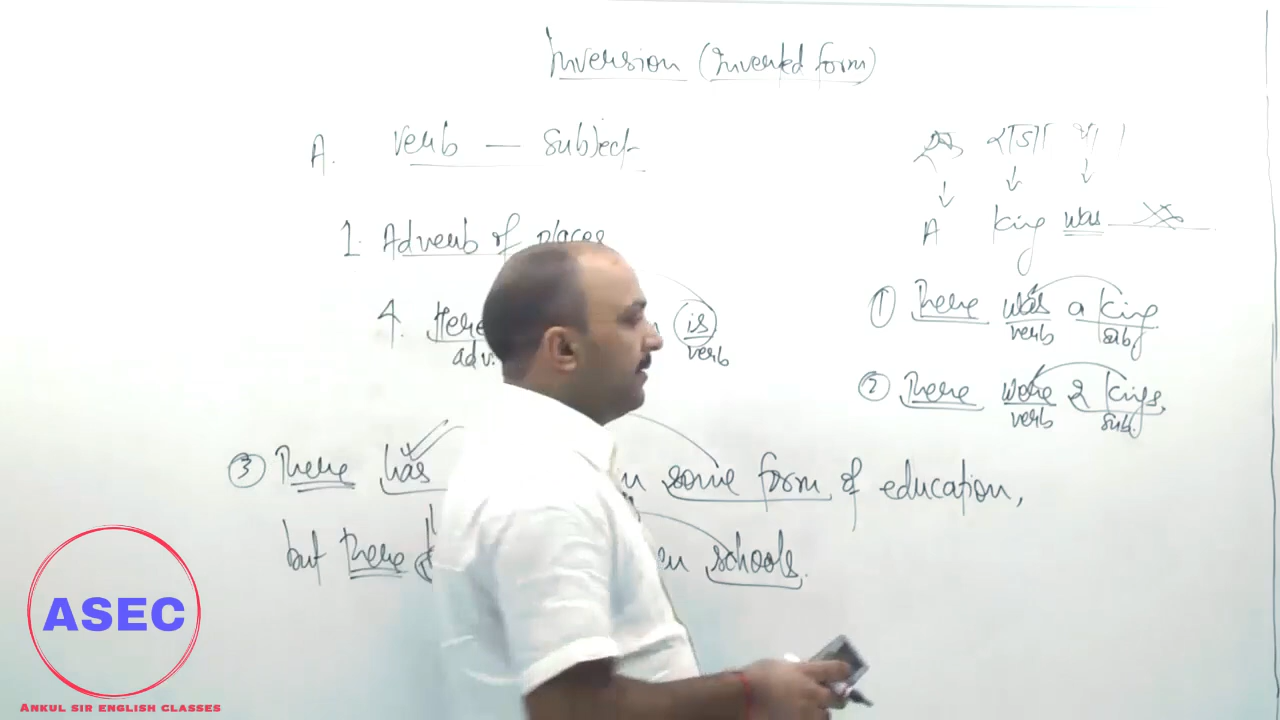 Inversion (Inverted form)
A. verb — subject
1. Adverb of places
4. Here is
adv. verb
एक राजा था।
A king was
① There was a king
verb sub.
② There were 2 kings.
verb sub.
③ There has some form of education,
but there schools.
ASEC
ANKUL SIR ENGLISH CLASSES